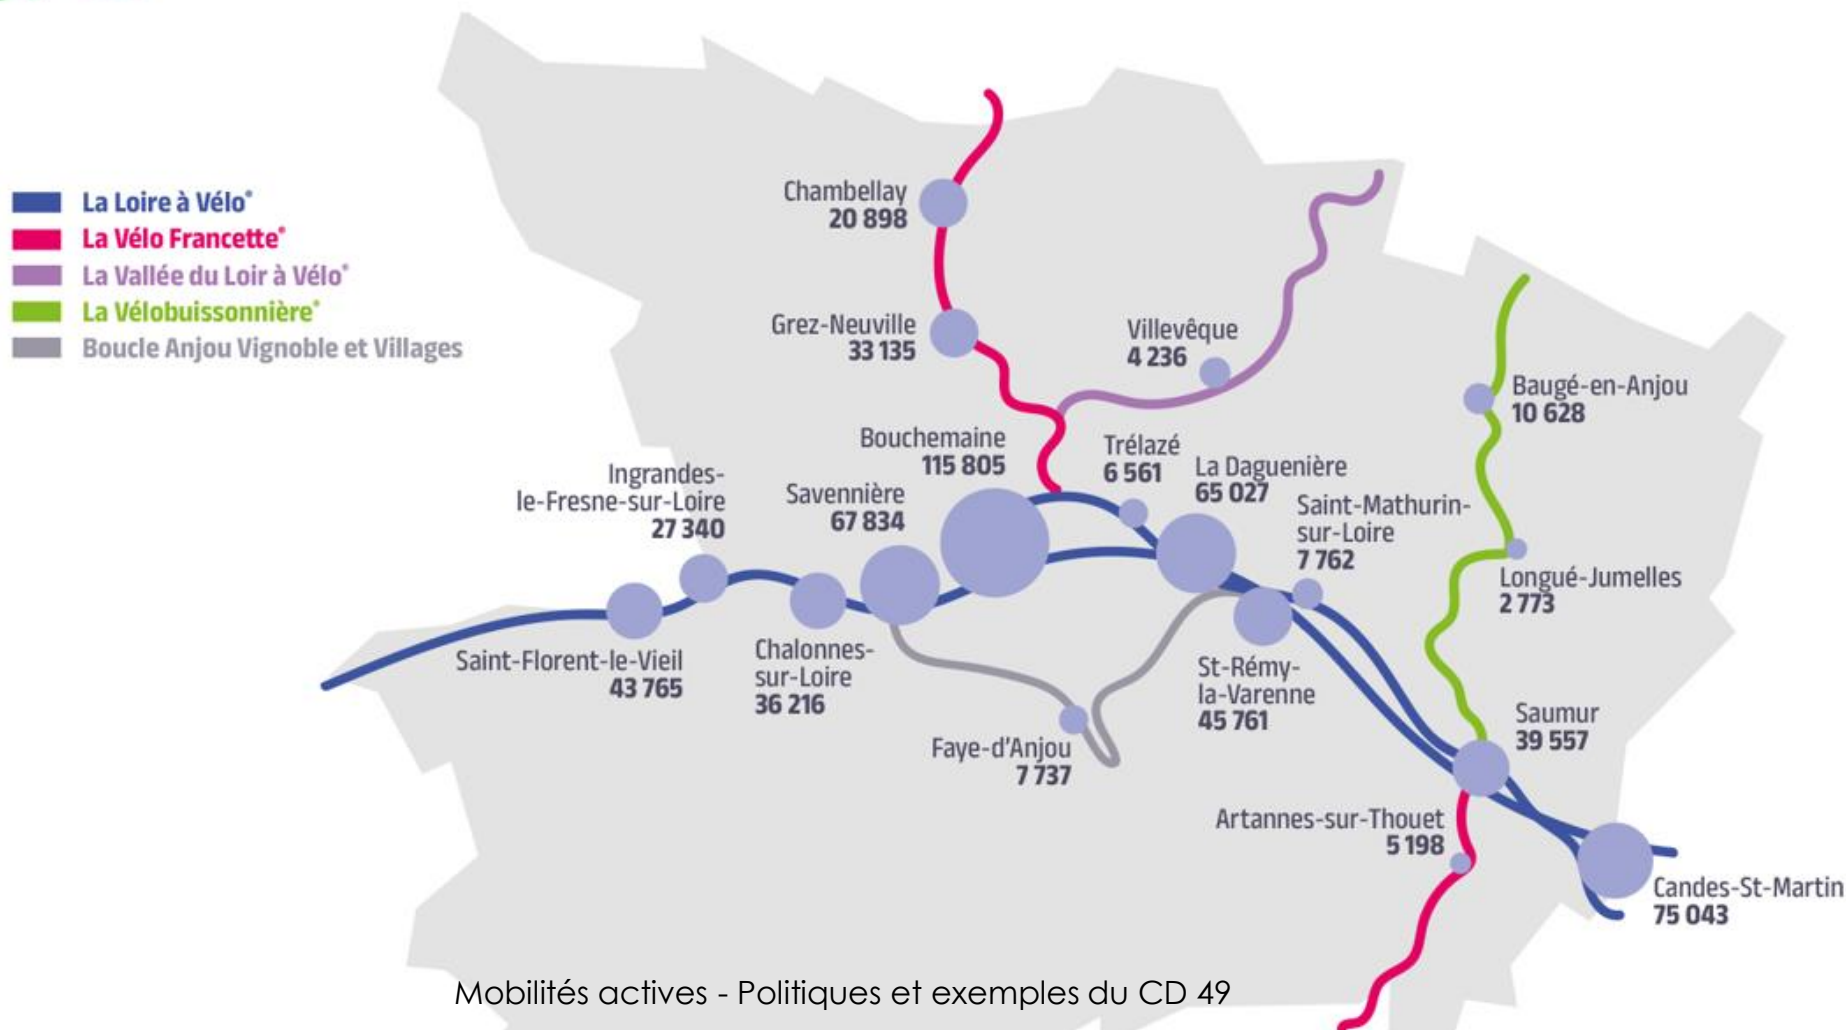 La Loire à Vélo®
La Vélo Francette®
La Vallée du Loir à Vélo®
La Vélobuissonnière®
Boucle Anjou Vignoble et Villages
Chambellay
20 898
Grez-Neuville
33 135
Villevêque
4 236
Baugé-en-Anjou
10 628
Bouchemaine
115 805
Trélazé
6 561
La Daguenière
65 027
Ingrandes-
le-Fresne-sur-Loire
27 340
Savennière
67 834
Saint-Mathurin-
sur-Loire
7 762
Longué-Jumelles
2 773
Saint-Florent-le-Vieil
43 765
Chalonnes-
sur-Loire
36 216
St-Rémy-
la-Varenne
45 761
Faye-d'Anjou
7 737
Saumur
39 557
Artannes-sur-Thouet
5 198
Candes-St-Martin
75 043
Mobilités actives - Politiques et exemples du CD 49